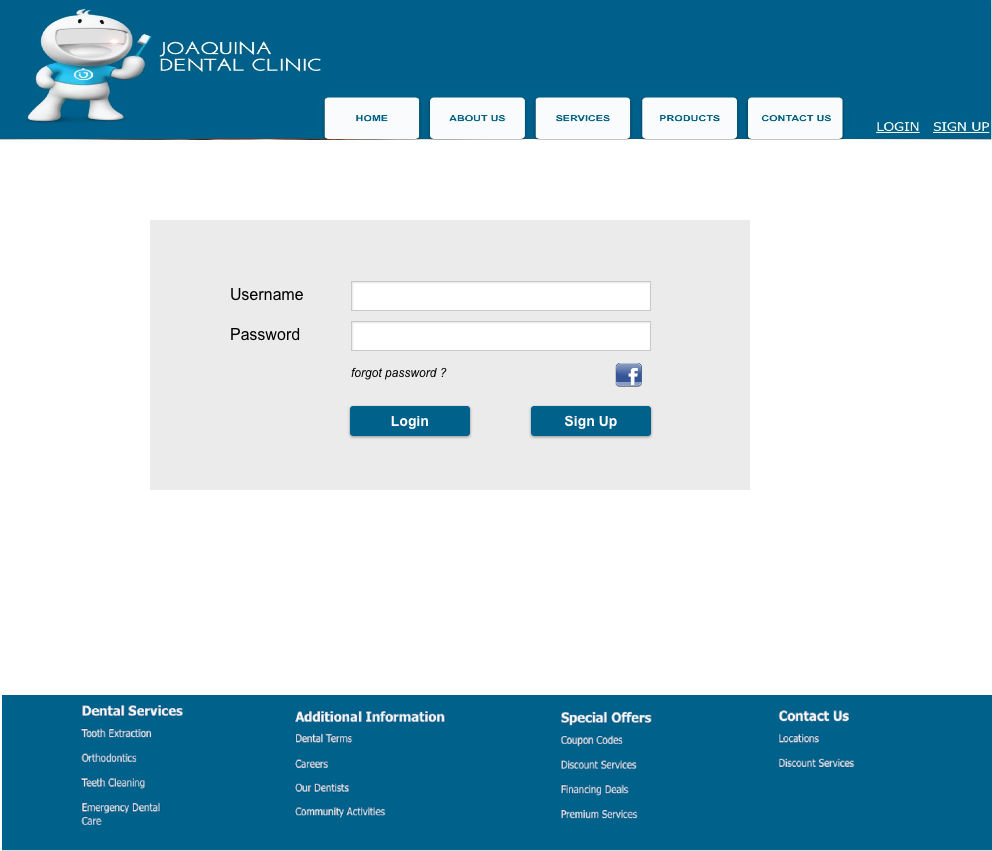 JOAQUINA
DENTAL CLINIC
HOME
ABOUT US
SERVICES
PRODUCTS
CONTACT US
LOGIN
SIGN UP
Username
Password
forgot password ?
f
Login
Sign Up
Dental Services
Tooth Extraction
Orthodontics
Teeth Cleaning
Emergency Dental
Care
Additional Information
Dental Terms
Careers
Our Dentists
Community Activities
Special Offers
Coupon Codes
Discount Services
Financing Deals
Premium Services
Contact Us
Locations
Discount Services